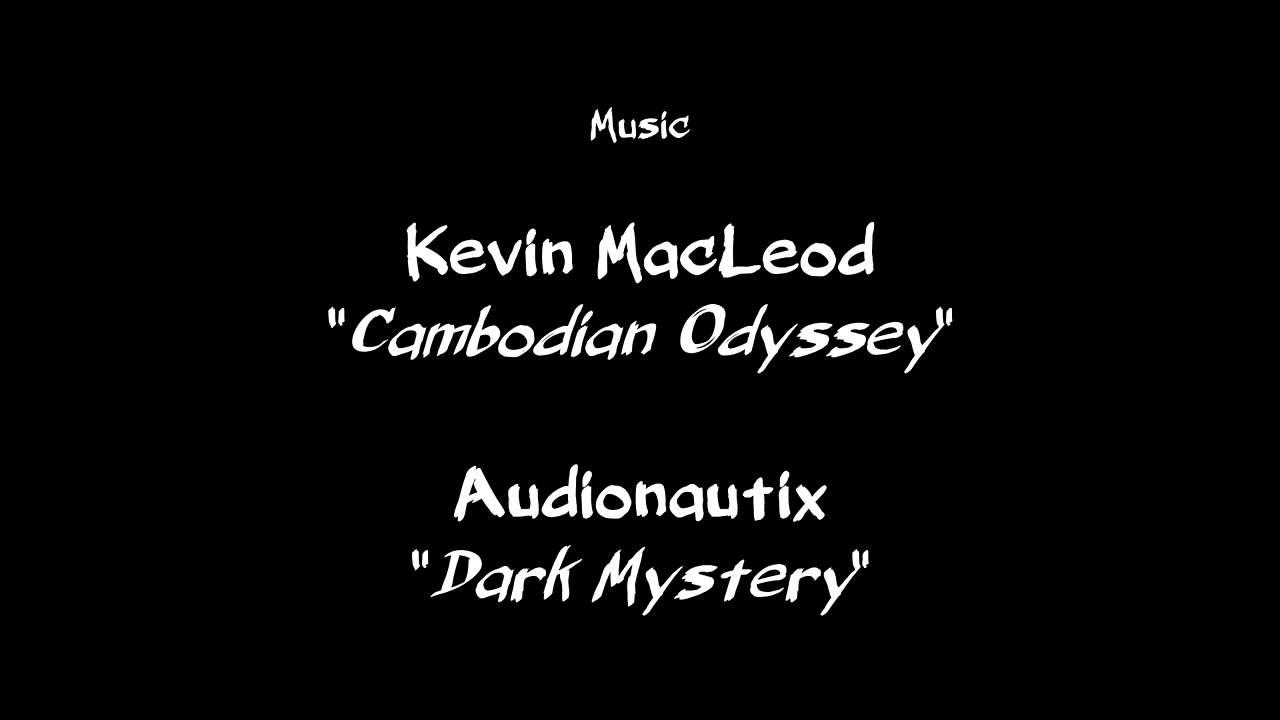 Music
Kevin MacLeod
"Cambodian Odyssey"
Audionautix
"Dark Mystery"